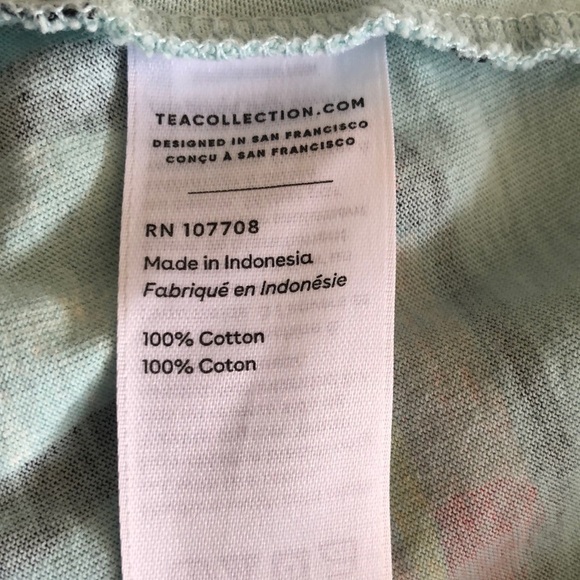 TEACOLLECTION.COM
DESIGNED IN SAN FRANCISCO
CONÇU À SAN FRANCISCO
RN 107708
Made in Indonesia
Fabriqué en Indonésie
100% Cotton
100% Coton